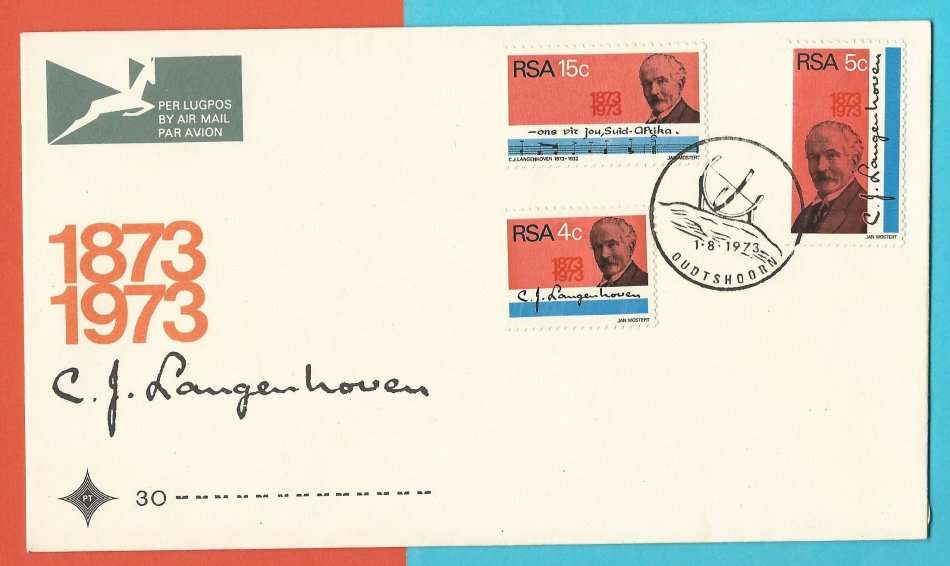 PER LUGPOS
BY AIR MAIL
PAR AVION
RSA 15c
1873
1973
-ons vir jou, Suid-Afrika.
C.J. LANGENHOVEN 1873-1932
JAN MOSTERT
RSA 5c
1873
1973
C. J. Langenhoven
JAN MOSTERT
RSA 4c
1873
1973
C. J. Langenhoven
JAN MOSTERT
1·8·1973
OUDTSHOORN
1873
1973
C. J. Langenhoven
PT
30